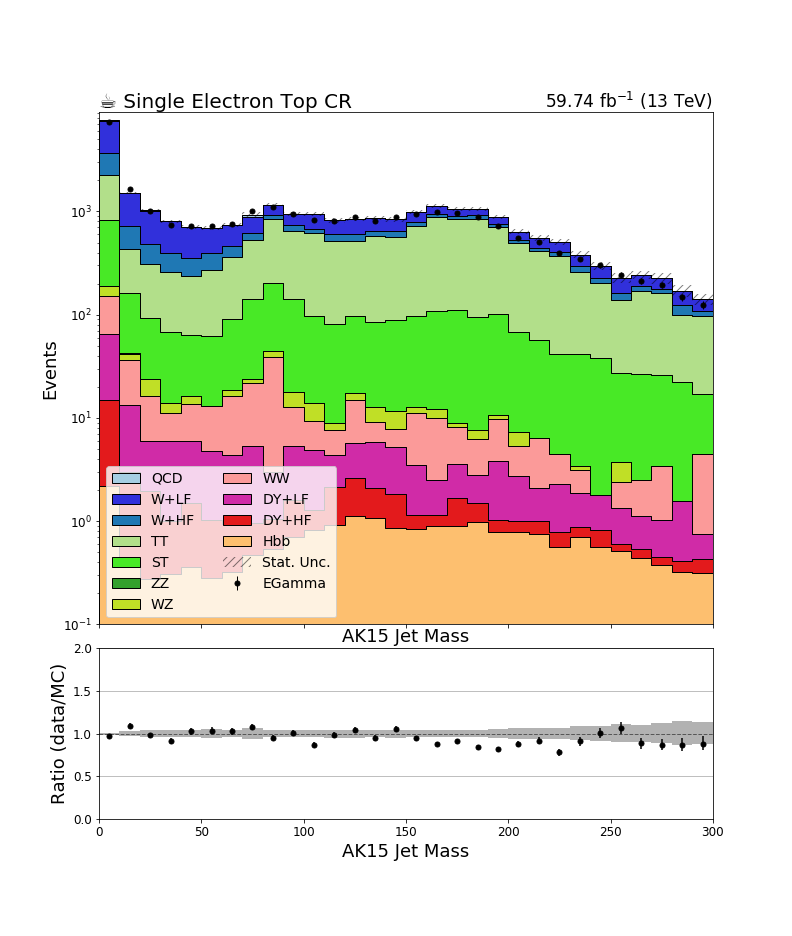 ☕ Single Electron Top CR 59.74 fb⁻¹ (13 TeV)
Events
10³
10²
10¹
10⁰
10⁻¹
QCD
W+LF
W+HF
TT
ST
ZZ
WZ
WW
DY+LF
DY+HF
Hbb
Stat. Unc.
EGamma
AK15 Jet Mass
Ratio (data/MC)
2.0
1.5
1.0
0.5
0.0
0 50 100 150 200 250 300
AK15 Jet Mass